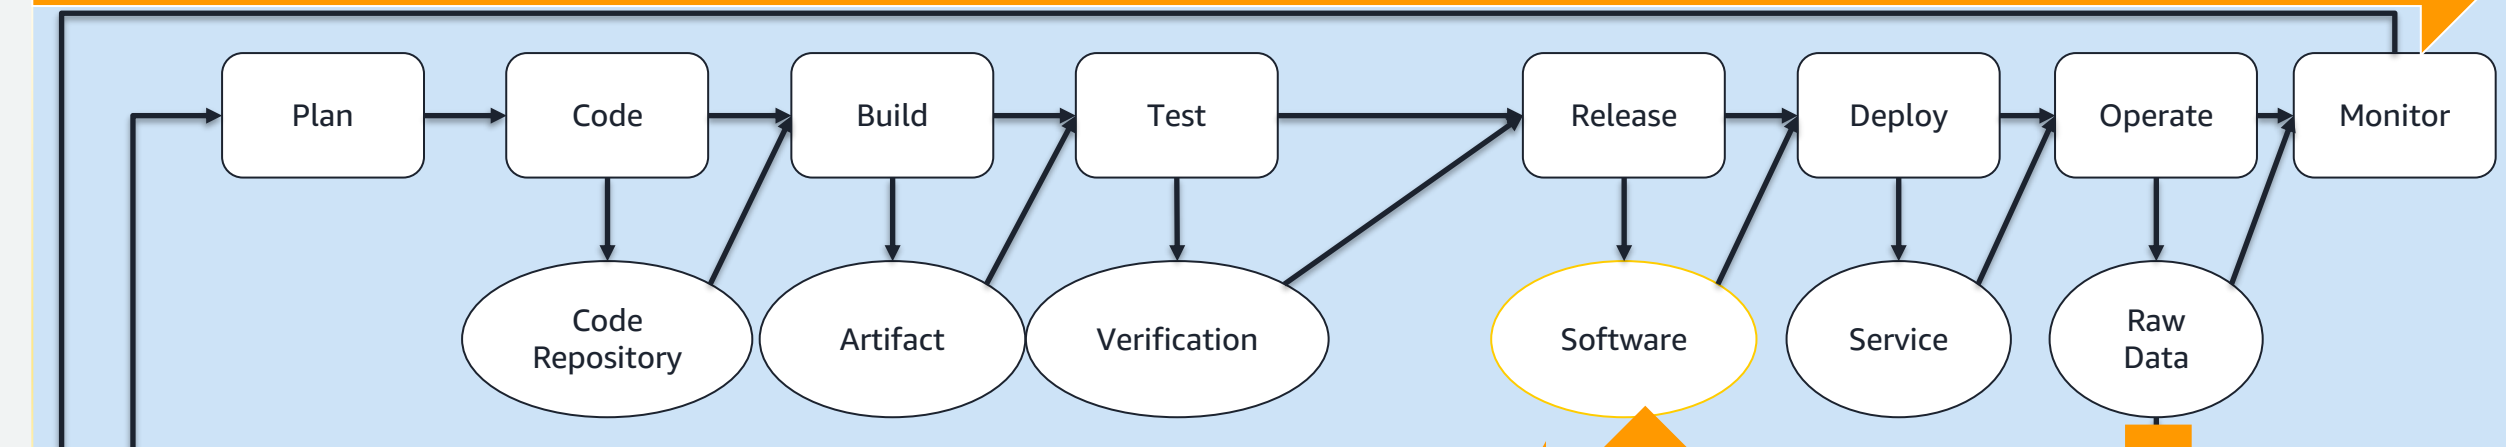 Plan
Code
Build
Test
Release
Deploy
Operate
Monitor
Code
Repository
Artifact
Verification
Software
Service
Raw
Data